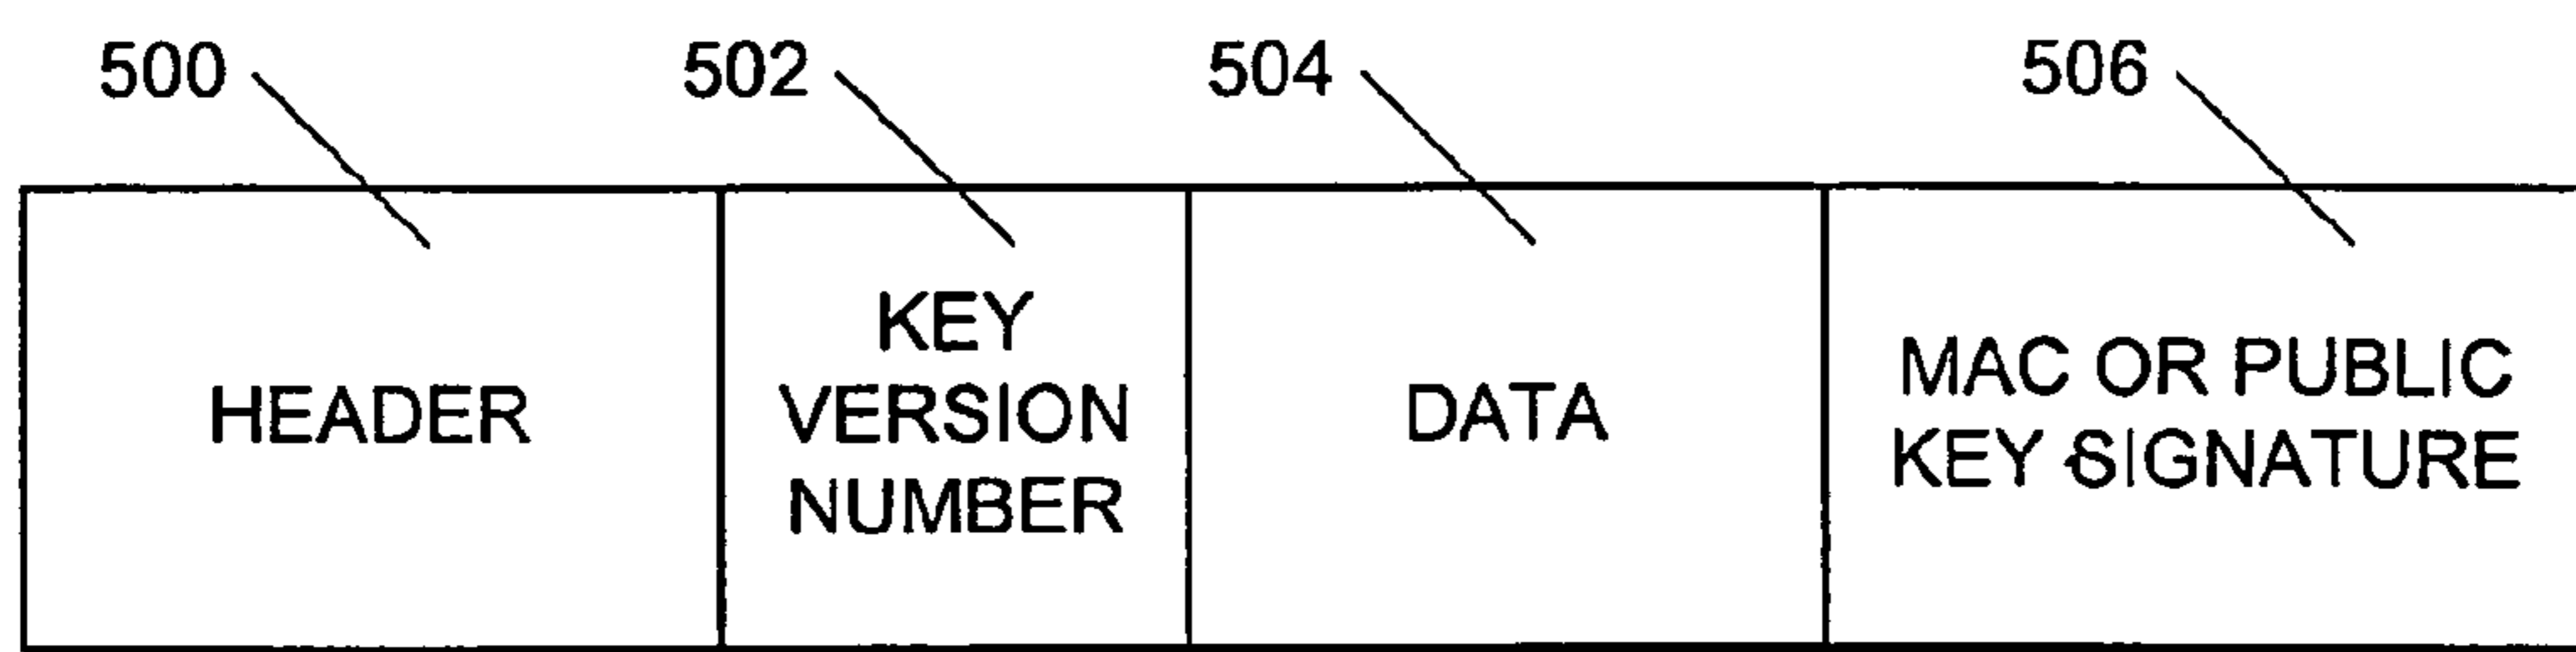 500 502 504 506
HEADER
KEY
VERSION
NUMBER
DATA
MAC OR PUBLIC
KEY SIGNATURE